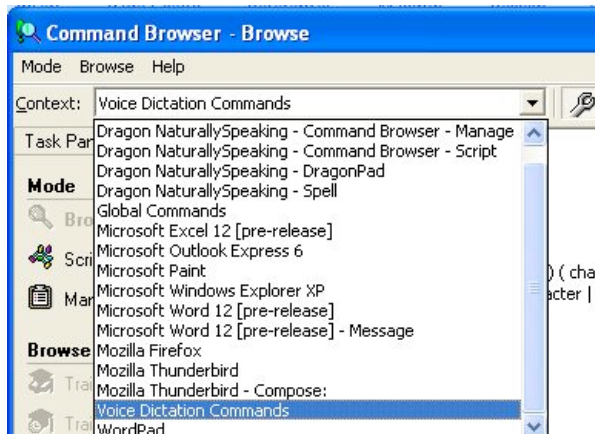 Command Browser - Browse
Mode Browse Help
Context: Voice Dictation Commands
Task Pan
Dragon NaturallySpeaking - Command Browser - Manage
Dragon NaturallySpeaking - Command Browser - Script
Dragon NaturallySpeaking - DragonPad
Mode
Dragon NaturallySpeaking - Spell
Global Commands
Bro
Microsoft Excel 12 [pre-release]
Microsoft Outlook Express 6
Scri
Microsoft Paint
) ( cha
Microsoft Windows Explorer XP
Mar
acter |
Microsoft Word 12 [pre-release]
Microsoft Word 12 [pre-release] - Message
Browse
Mozilla Firefox
Mozilla Thunderbird
Trai
Mozilla Thunderbird - Compose:
Voice Dictation Commands
Trai
WordPad